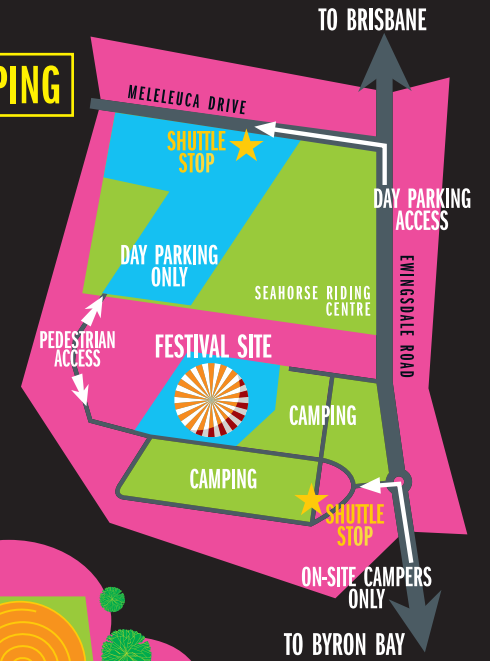 TO BRISBANE
PING
MELELEUCA DRIVE
SHUTTLE
STOP
DAY PARKING
ACCESS
DAY PARKING
ONLY
SEAHORSE RIDING
CENTRE
EWINGSDALE ROAD
PEDESTRIAN
ACCESS
FESTIVAL SITE
CAMPING
CAMPING
SHUTTLE
STOP
ON-SITE CAMPERS
ONLY
TO BYRON BAY